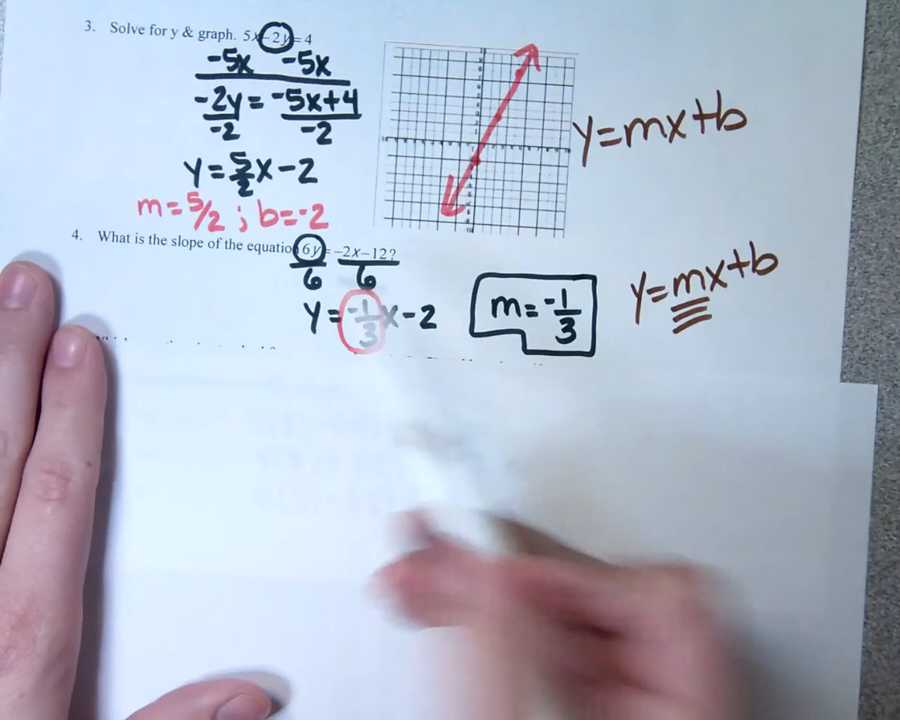 3. Solve for y & graph. 5x-2y=4
-5x -5x
-2y = -5x+4
-2 -2
y = 5/2 x - 2
m = 5/2 ; b = -2
y=mx+b
4. What is the slope of the equation 6y=-2x-12?
6 6
y = -1/3 x - 2
m = -1/3
y=mx+b